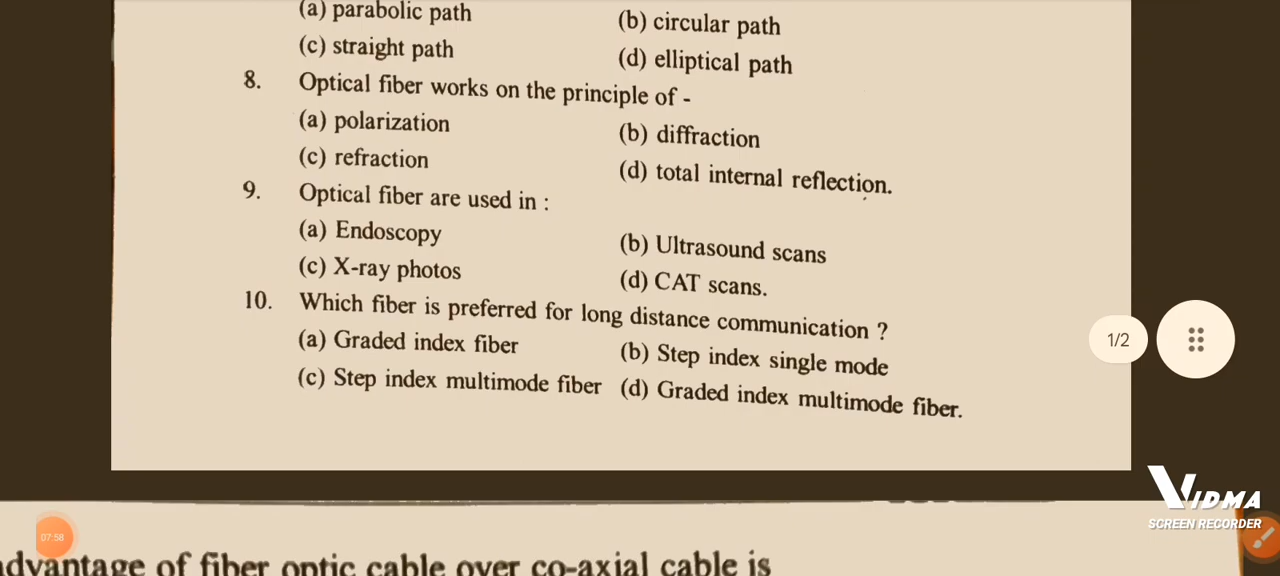 (a) parabolic path (b) circular path
(c) straight path (d) elliptical path
8. Optical fiber works on the principle of -
(a) polarization (b) diffraction
(c) refraction (d) total internal reflection.
9. Optical fiber are used in :
(a) Endoscopy (b) Ultrasound scans
(c) X-ray photos (d) CAT scans.
10. Which fiber is preferred for long distance communication ?
(a) Graded index fiber (b) Step index single mode
(c) Step index multimode fiber (d) Graded index multimode fiber.
1/2
VIDMA
SCREEN RECORDER
07:58
dvantage of fiber optic cable over co-axial cable is